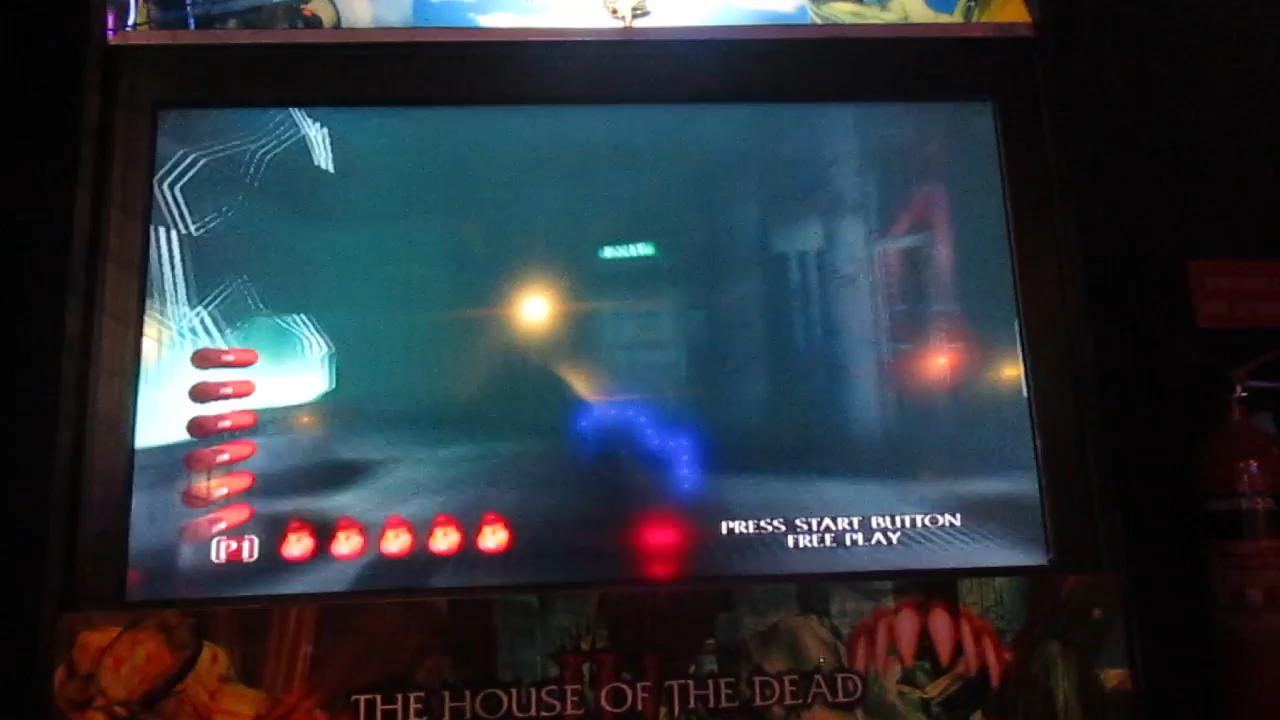 EXIT
[P1]
PRESS START BUTTON
FREE PLAY
THE HOUSE OF THE DEAD